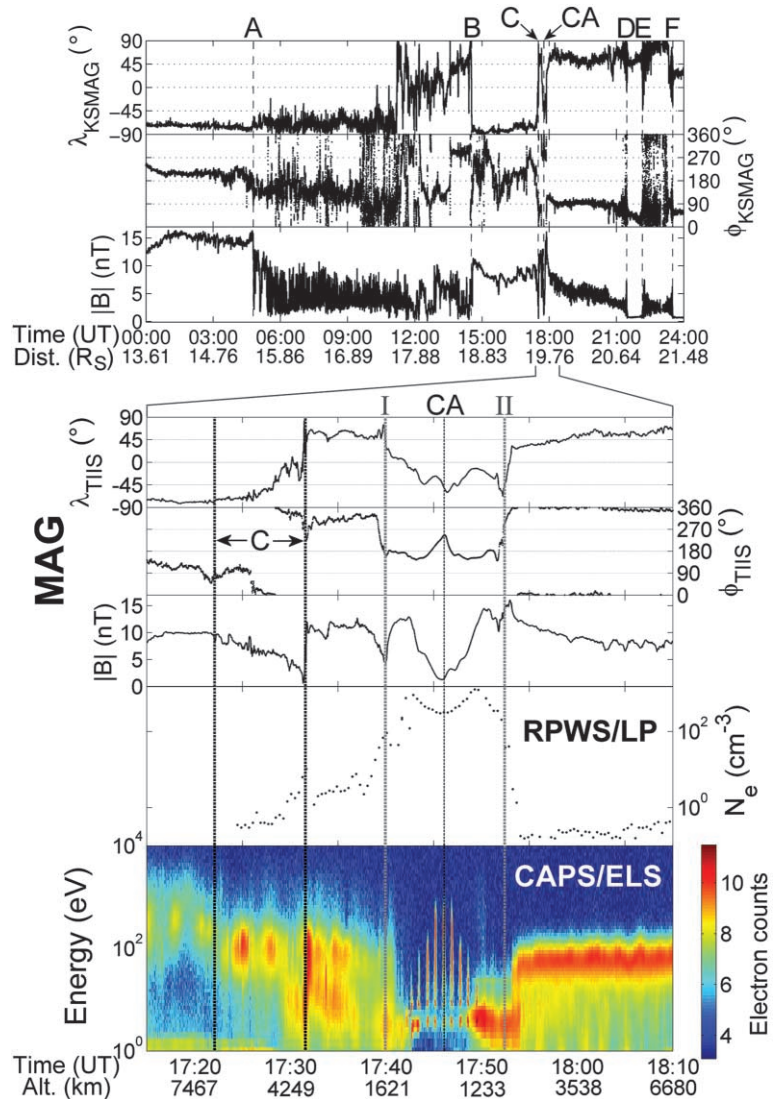 A B C CA D E F
λKSMAG (°)
90
45
0
−45
−90
360
270
180
90
0
ϕKSMAG (°)
|B| (nT)
15
10
5
0
Time (UT) 00:00 03:00 06:00 09:00 12:00 15:00 18:00 21:00 24:00
Dist. (RS) 13.61 14.76 15.86 16.89 17.88 18.83 19.76 20.64 21.48
I CA II
MAG
λTIIS (°)
90
45
0
−45
−90
C
360
270
180
90
0
ϕTIIS (°)
|B| (nT)
15
10
5
0
RPWS/LP
10²
10⁰
Ne (cm⁻³)
CAPS/ELS
Energy (eV)
10⁴
10²
10⁰
10
8
6
4
Electron counts
Time (UT) 17:20 17:30 17:40 17:50 18:00 18:10
Alt. (km) 7467 4249 1621 1233 3538 6680